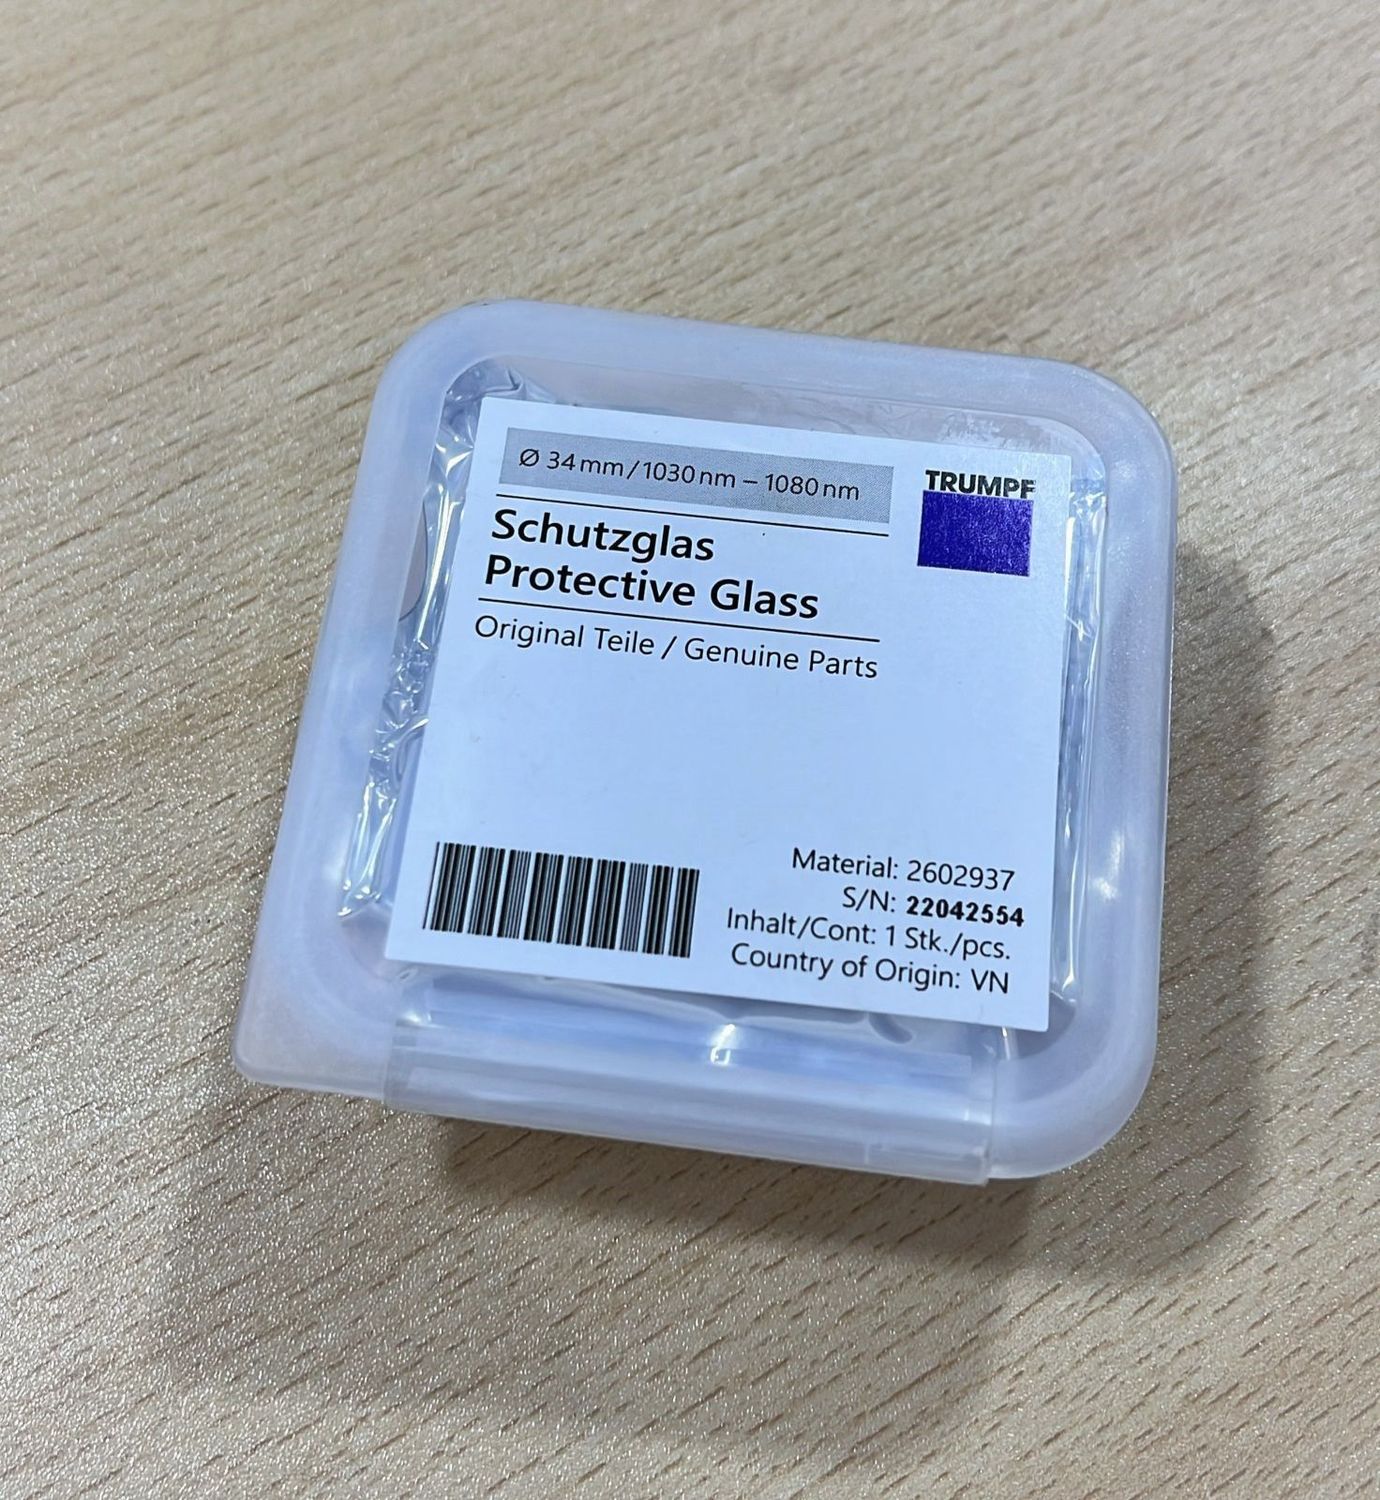 Ø 34 mm / 1030 nm – 1080 nm
TRUMPF
Schutzglas
Protective Glass
Original Teile / Genuine Parts
Material: 2602937
S/N: 22042554
Inhalt/Cont: 1 Stk./pcs.
Country of Origin: VN